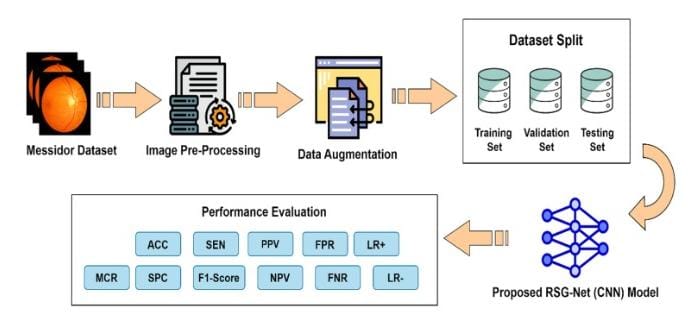 Dataset Split
Training
Set
Validation
Set
Testing
Set
Messidor Dataset
Image Pre-Processing
Data Augmentation
Performance Evaluation
ACC
SEN
PPV
FPR
LR+
MCR
SPC
F1-Score
NPV
FNR
LR-
Proposed RSG-Net (CNN) Model